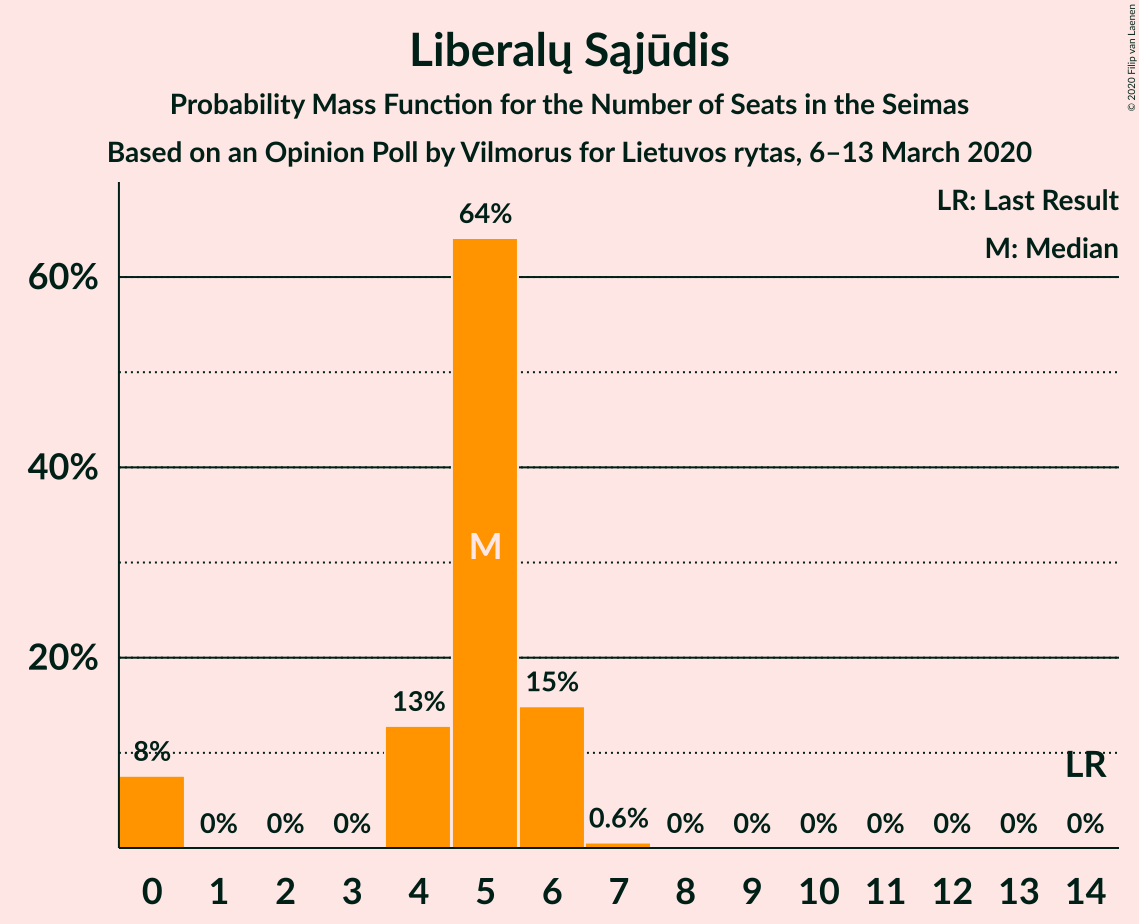 Liberalų Sąjūdis
Probability Mass Function for the Number of Seats in the Seimas
Based on an Opinion Poll by Vilmorus for Lietuvos rytas, 6–13 March 2020
© 2020 Filip van Laenen
LR: Last Result
M: Median
64%
60%
40%
M
20%
15%
13%
8%
LR
0% 0% 0% 0.6% 0% 0% 0% 0% 0% 0% 0%
0 1 2 3 4 5 6 7 8 9 10 11 12 13 14